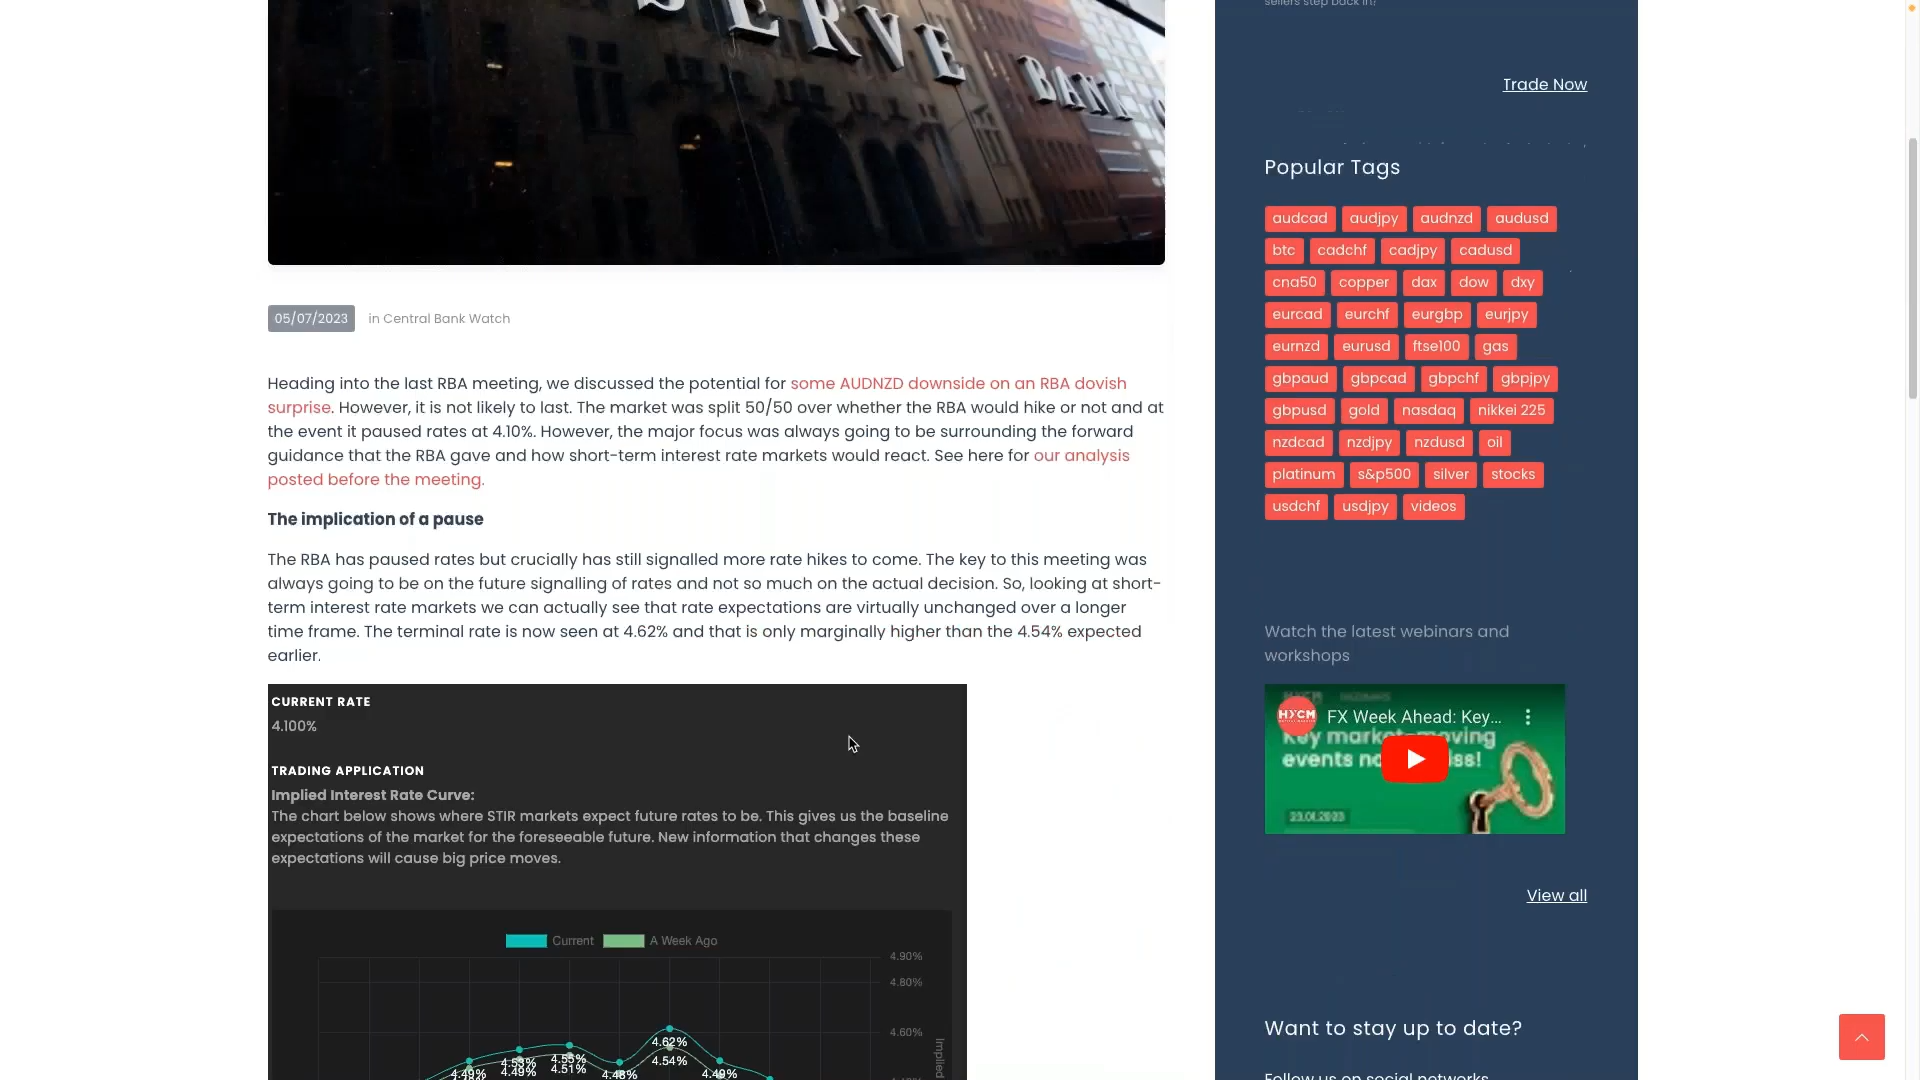 SERVE BANK
05/07/2023 in Central Bank Watch
Heading into the last RBA meeting, we discussed the potential for some AUDNZD downside on an RBA dovish
surprise. However, it is not likely to last. The market was split 50/50 over whether the RBA would hike or not and at
the event it paused rates at 4.10%. However, the major focus was always going to be surrounding the forward
guidance that the RBA gave and how short-term interest rate markets would react. See here for our analysis
posted before the meeting.
The implication of a pause
The RBA has paused rates but crucially has still signalled more rate hikes to come. The key to this meeting was
always going to be on the future signalling of rates and not so much on the actual decision. So, looking at short-
term interest rate markets we can actually see that rate expectations are virtually unchanged over a longer
time frame. The terminal rate is now seen at 4.62% and that is only marginally higher than the 4.54% expected
earlier.
CURRENT RATE
4.100%
TRADING APPLICATION
Implied Interest Rate Curve:
The chart below shows where STIR markets expect future rates to be. This gives us the baseline
expectations of the market for the foreseeable future. New information that changes these
expectations will cause big price moves.
Current A Week Ago
4.90%
4.80%
4.60%
Implied
4.62%
4.54%
4.53%
4.49%
4.55%
4.51%
4.49%
4.48%
4.49%
sellers step back in?
Trade Now
Popular Tags
audcad audjpy audnzd audusd
btc cadchf cadjpy cadusd
cna50 copper dax dow dxy
eurcad eurchf eurgbp eurjpy
eurnzd eurusd ftse100 gas
gbpaud gbpcad gbpchf gbpjpy
gbpusd gold nasdaq nikkei 225
nzdcad nzdjpy nzdusd oil
platinum s&p500 silver stocks
usdchf usdjpy videos
Watch the latest webinars and
workshops
HYCM FX Week Ahead: Key...
Key market-moving
events no
ss!
23.01.2023
View all
Want to stay up to date?
Follow us on social networks